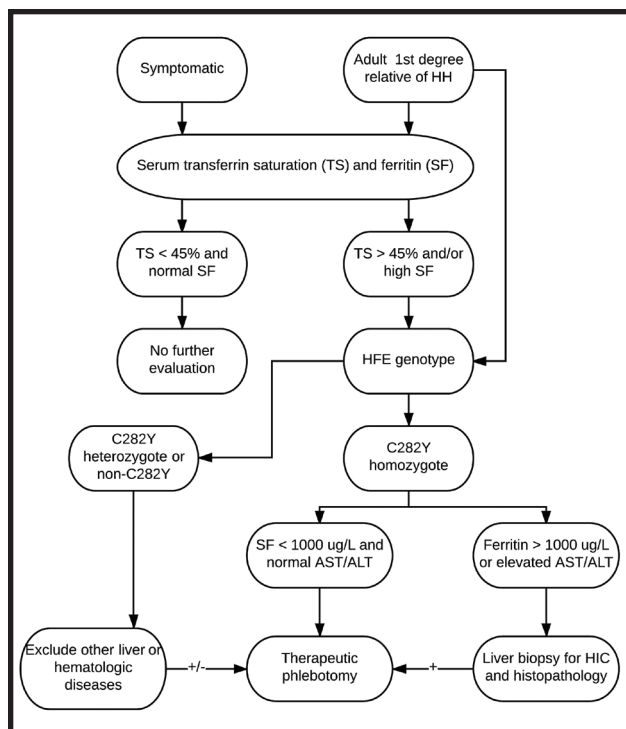 Symptomatic
Adult 1st degree
relative of HH
Serum transferrin saturation (TS) and ferritin (SF)
TS < 45% and
normal SF
TS > 45% and/or
high SF
No further
evaluation
HFE genotype
C282Y
heterozygote or
non-C282Y
C282Y
homozygote
SF < 1000 ug/L and
normal AST/ALT
Ferritin > 1000 ug/L
or elevated AST/ALT
Exclude other liver or
hematologic
diseases
+/-
Therapeutic
phlebotomy
+
Liver biopsy for HIC
and histopathology